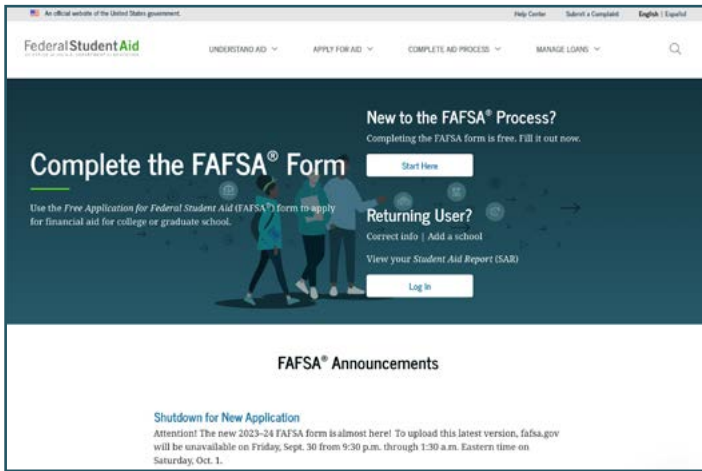 An official website of the United States government.
Help Center Submit a Complaint English | Español
FederalStudentAid
UNDERSTAND AID APPLY FOR AID COMPLETE AID PROCESS MANAGE LOANS
Complete the FAFSA® Form
Use the Free Application for Federal Student Aid (FAFSA®) form to apply
for financial aid for college or graduate school.
New to the FAFSA® Process?
Completing the FAFSA form is free. Fill it out now.
Start Here
Returning User?
Correct info | Add a school
View your Student Aid Report (SAR)
Log In
FAFSA® Announcements
Shutdown for New Application
Attention! The new 2023–24 FAFSA form is almost here! To upload this latest version, fafsa.gov
will be unavailable on Friday, Sept. 30 from 9:30 p.m. through 1:30 a.m. Eastern time on
Saturday, Oct. 1.